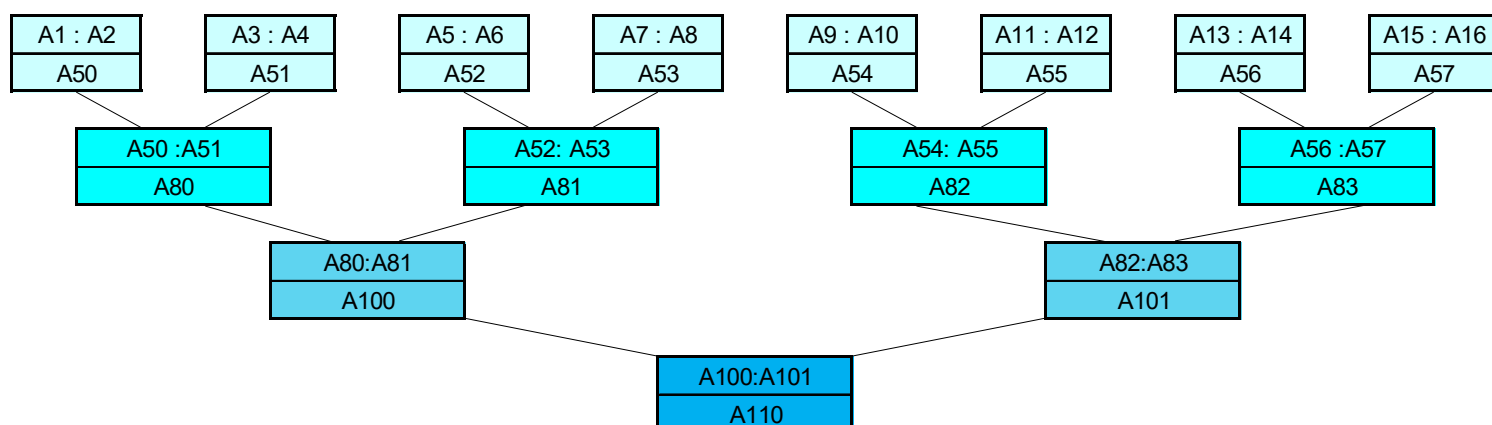 A1 : A2
A3 : A4
A5 : A6
A7 : A8
A9 : A10
A11 : A12
A13 : A14
A15 : A16
A50
A51
A52
A53
A54
A55
A56
A57
A50 :A51
A52: A53
A54: A55
A56 :A57
A80
A81
A82
A83
A80:A81
A82:A83
A100
A101
A100:A101
A110